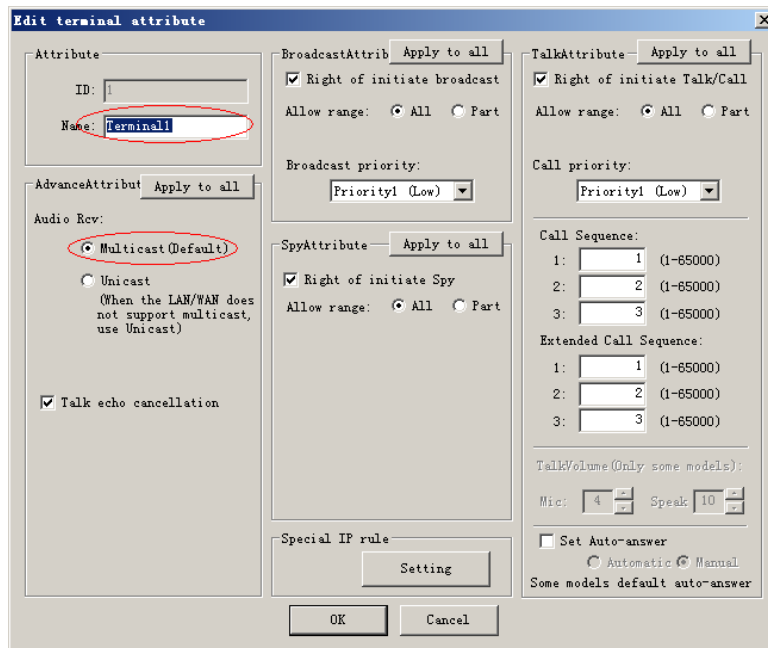 Edit terminal attribute
Attribute
ID: 1
Name: Terminal1
AdvanceAttribut Apply to all
Audio Rcv:
Multicast(Default)
Unicast
(When the LAN/WAN does
not support multicast,
use Unicast)
Talk echo cancellation
BroadcastAttrib Apply to all
Right of initiate broadcast
Allow range: All Part
Broadcast priority:
Priority1 (Low)
SpyAttribute Apply to all
Right of initiate Spy
Allow range: All Part
Special IP rule
Setting
TalkAttribute Apply to all
Right of initiate Talk/Call
Allow range: All Part
Call priority:
Priority1 (Low)
Call Sequence:
1: 1 (1-65000)
2: 2 (1-65000)
3: 3 (1-65000)
Extended Call Sequence:
1: 1 (1-65000)
2: 2 (1-65000)
3: 3 (1-65000)
TalkVolume(Only some models):
Mic: 4 Speak 10
Set Auto-answer
Automatic Manual
Some models default auto-answer
OK Cancel